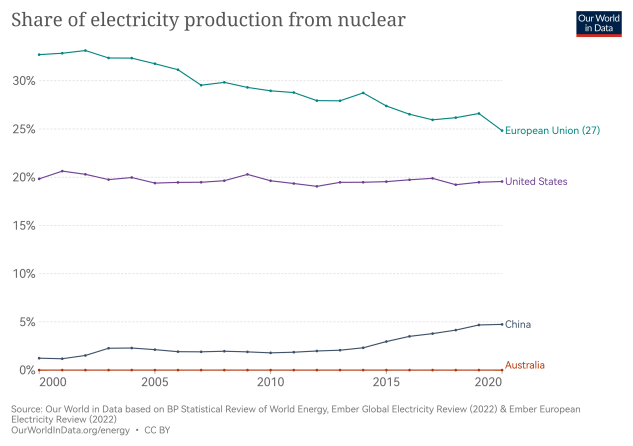 Share of electricity production from nuclear
Our World
in Data
30%
25%
20%
15%
10%
5%
0%
European Union (27)
United States
China
Australia
2000
2005
2010
2015
2020
Source: Our World in Data based on BP Statistical Review of World Energy, Ember Global Electricity Review (2022) & Ember European
Electricity Review (2022)
OurWorldInData.org/energy • CC BY